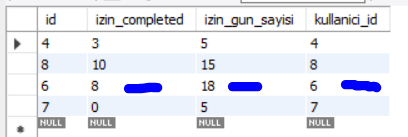 id izin_completed izin_gun_sayisi kullanici_id
4 3 5 4
8 10 15 8
6 8 18 6
7 0 5 7
NULL NULL NULL NULL